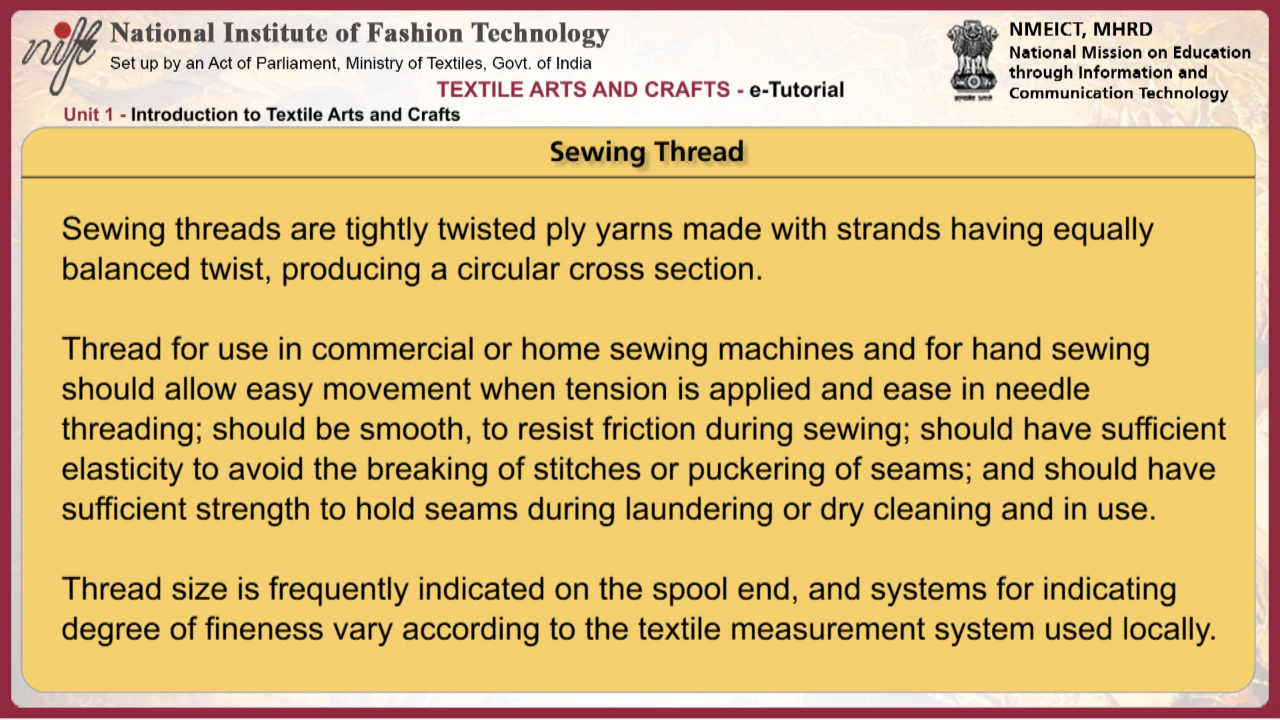 nift
National Institute of Fashion Technology
Set up by an Act of Parliament, Ministry of Textiles, Govt. of India
NMEICT, MHRD
National Mission on Education
through Information and
Communication Technology
TEXTILE ARTS AND CRAFTS - e-Tutorial
Unit 1 - Introduction to Textile Arts and Crafts
Sewing Thread
Sewing threads are tightly twisted ply yarns made with strands having equally
balanced twist, producing a circular cross section.
Thread for use in commercial or home sewing machines and for hand sewing
should allow easy movement when tension is applied and ease in needle
threading; should be smooth, to resist friction during sewing; should have sufficient
elasticity to avoid the breaking of stitches or puckering of seams; and should have
sufficient strength to hold seams during laundering or dry cleaning and in use.
Thread size is frequently indicated on the spool end, and systems for indicating
degree of fineness vary according to the textile measurement system used locally.